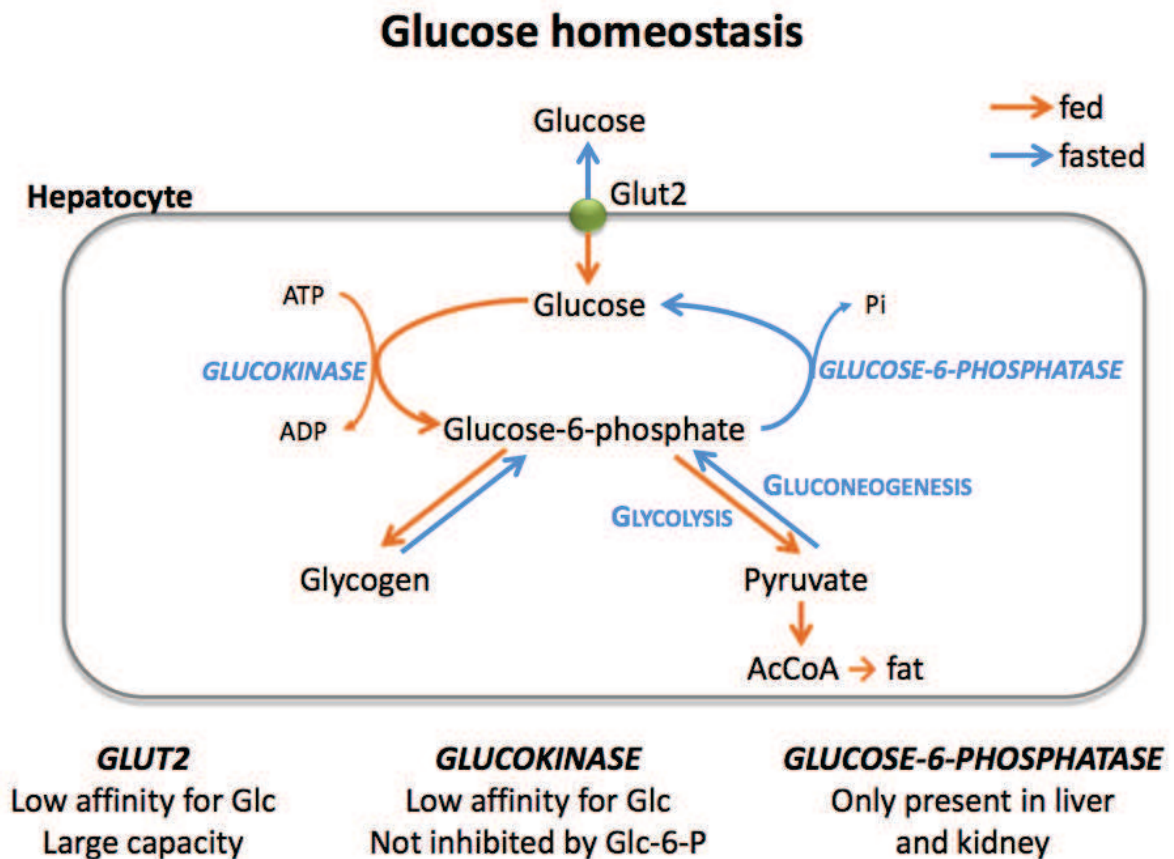 Glucose homeostasis
fed
fasted
Glucose
Glut2
Hepatocyte
ATP
Glucose
Pi
GLUCOKINASE
GLUCOSE-6-PHOSPHATASE
ADP
Glucose-6-phosphate
GLUCONEOGENESIS
GLYCOLYSIS
Glycogen
Pyruvate
AcCoA
fat
GLUT2
Low affinity for Glc
Large capacity
GLUCOKINASE
Low affinity for Glc
Not inhibited by Glc-6-P
GLUCOSE-6-PHOSPHATASE
Only present in liver
and kidney